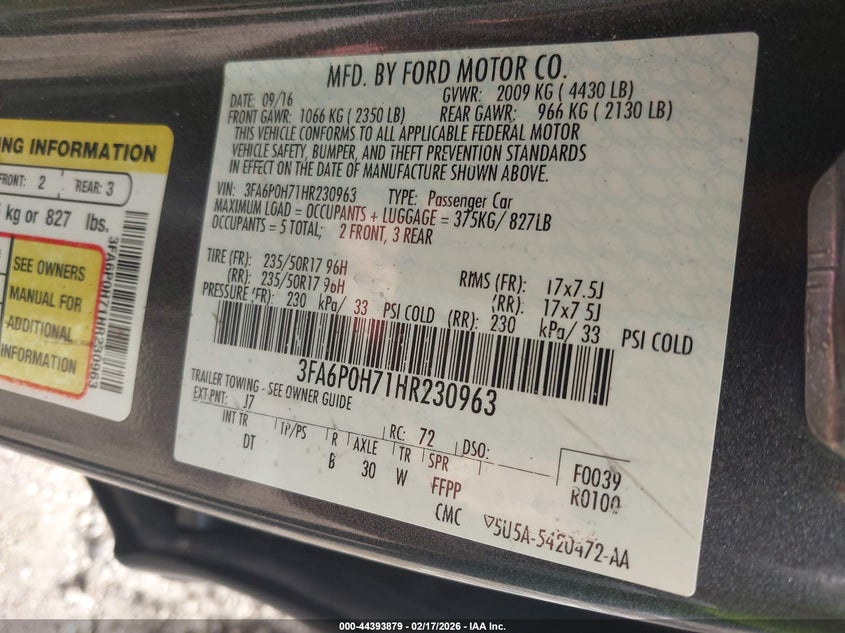 MFD. BY FORD MOTOR CO.
DATE: 09/16 GVWR: 2009 KG ( 4430 LB)
FRONT GAWR: 1066 KG ( 2350 LB) REAR GAWR: 966 KG ( 2130 LB)
THIS VEHICLE CONFORMS TO ALL APPLICABLE FEDERAL MOTOR
VEHICLE SAFETY, BUMPER, AND THEFT PREVENTION STANDARDS
IN EFFECT ON THE DATE OF MANUFACTURE SHOWN ABOVE.
VIN: 3FA6P0H71HR230963 TYPE: Passenger Car
MAXIMUM LOAD = OCCUPANTS + LUGGAGE = 375KG/ 827LB
OCCUPANTS = 5 TOTAL; 2 FRONT, 3 REAR
TIRE (FR): 235/50R17 96H RIMS (FR): 17x7.5J
(RR): 235/50R17 96H (RR): 17x7.5J
PRESSURE (FR): 230 kPa/ 33 PSI COLD (RR): 230 kPa/ 33 PSI COLD
3FA6P0H71HR230963
TRAILER TOWING - SEE OWNER GUIDE
EXT PNT: J7 RC: 72 DSO:
INT TR TP/PS R AXLE TR SPR F0039
DT B 30 W FFPP R0100
CMC 5U5A-5420472-AA
NG INFORMATION
FRONT: 2 REAR: 3
kg or 827 lbs.
SEE OWNERS
MANUAL FOR
ADDITIONAL
INFORMATION
3FA6P0H71HR230963
000-44393879 - 02/17/2026 - IAA Inc.